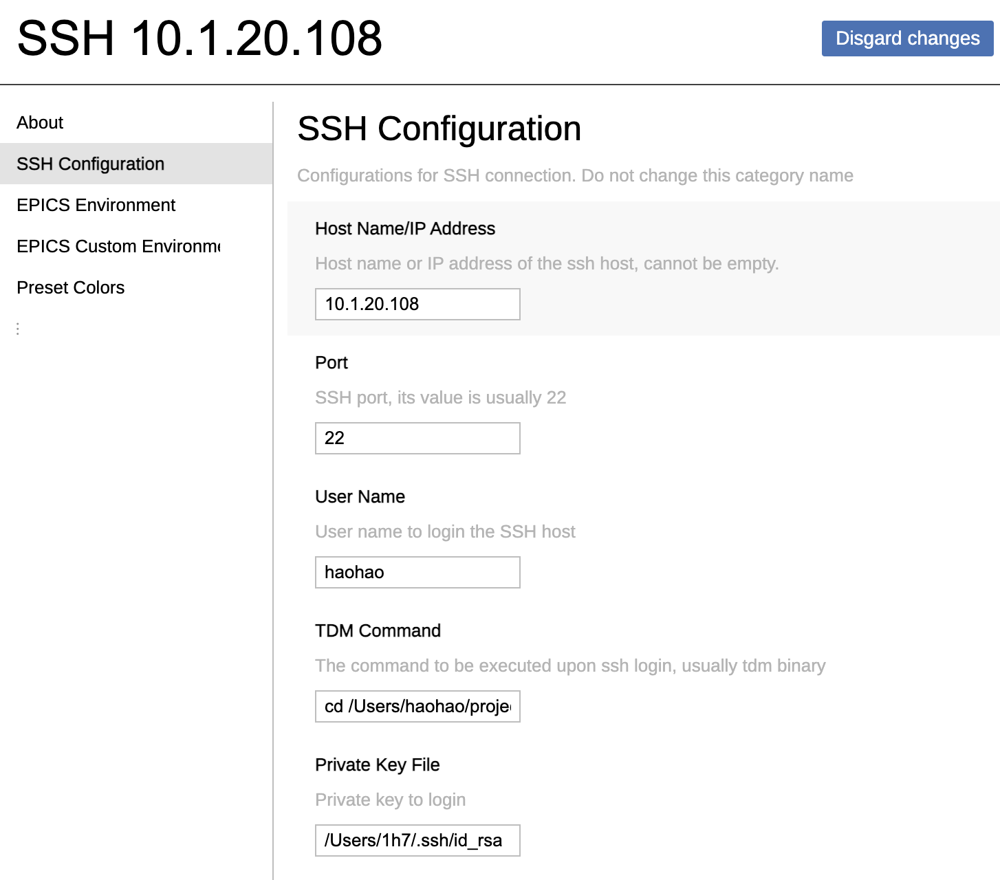 SSH 10.1.20.108
Disgard changes
About
SSH Configuration
EPICS Environment
EPICS Custom
Preset Colors
SSH Configuration
Configurations for SSH connection. Do not change this category name
Host Name/IP Address
Host name or IP address of the ssh host, cannot be empty.
10.1.20.108
Port
SSH port, its value is usually 22
22
User Name
User name to login the SSH host
haohao
TDM Command
The command to be executed upon ssh login, usually tdm binary
cd /Users/haohao/proje
Private Key File
Private key to login
/Users/1h7/.ssh/id_rsa